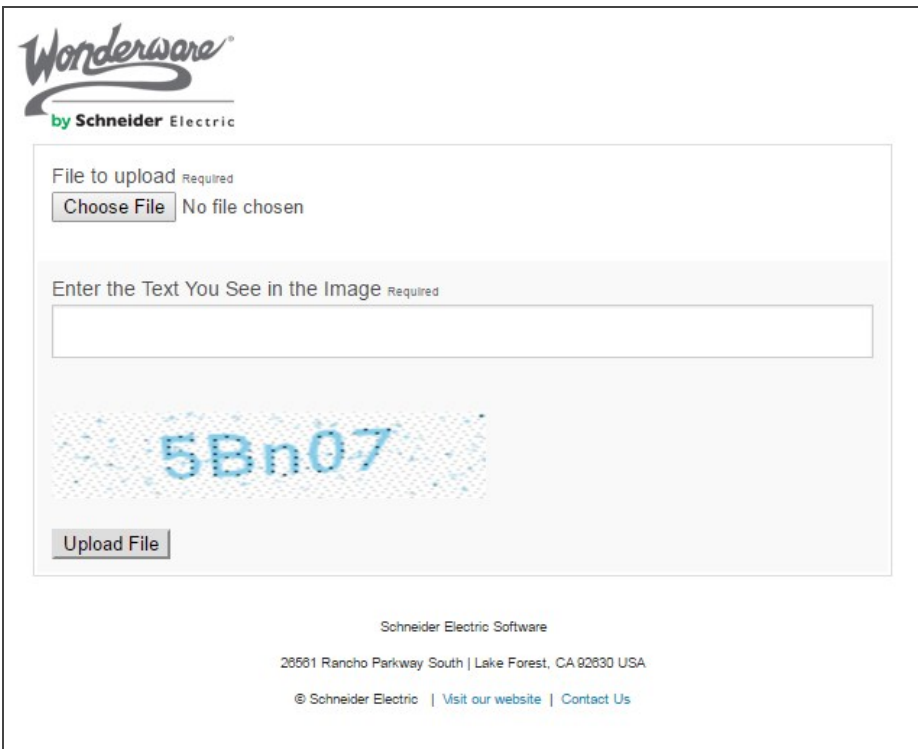 Wonderware®
by Schneider Electric
File to upload Required
Choose File No file chosen
Enter the Text You See in the Image Required
5Bn07
Upload File
Schneider Electric Software
26561 Rancho Parkway South | Lake Forest, CA 92630 USA
© Schneider Electric | Visit our website | Contact Us